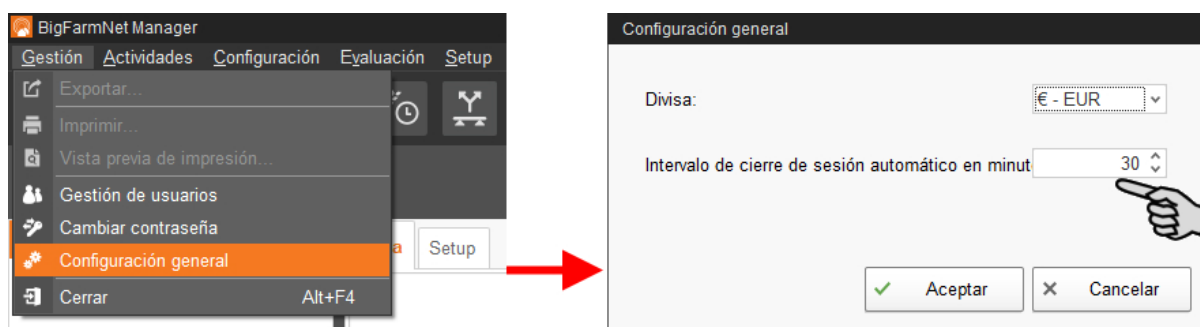 BigFarmNet Manager
Gestión Actividades Configuración Evaluación Setup
Exportar...
Imprimir...
Vista previa de impresión...
Gestión de usuarios
Cambiar contraseña
Configuración general
Cerrar Alt+F4
a Setup
Configuración general
Divisa: € - EUR
Intervalo de cierre de sesión automático en minut 30
Aceptar Cancelar